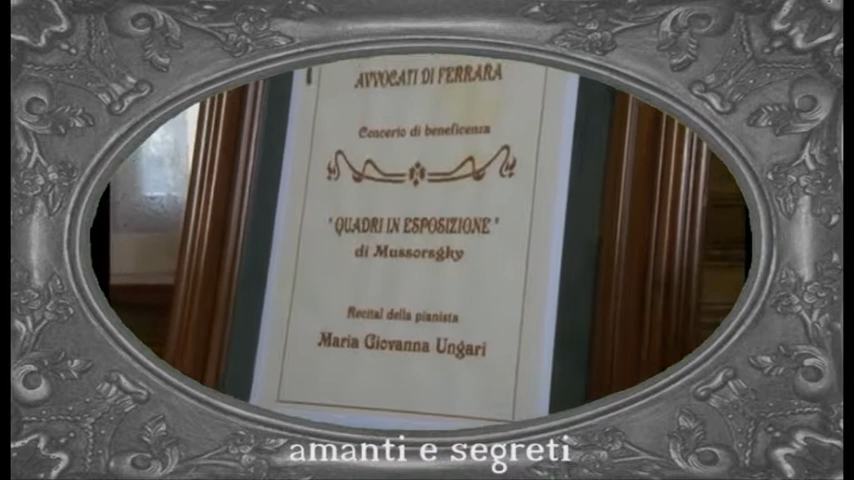 AVVOCATI DI FERRARA
Concerto di beneficenza
"QUADRI IN ESPOSIZIONE"
di Mussorsgky
Recital della pianista
Maria Giovanna Ungari
amanti e segreti